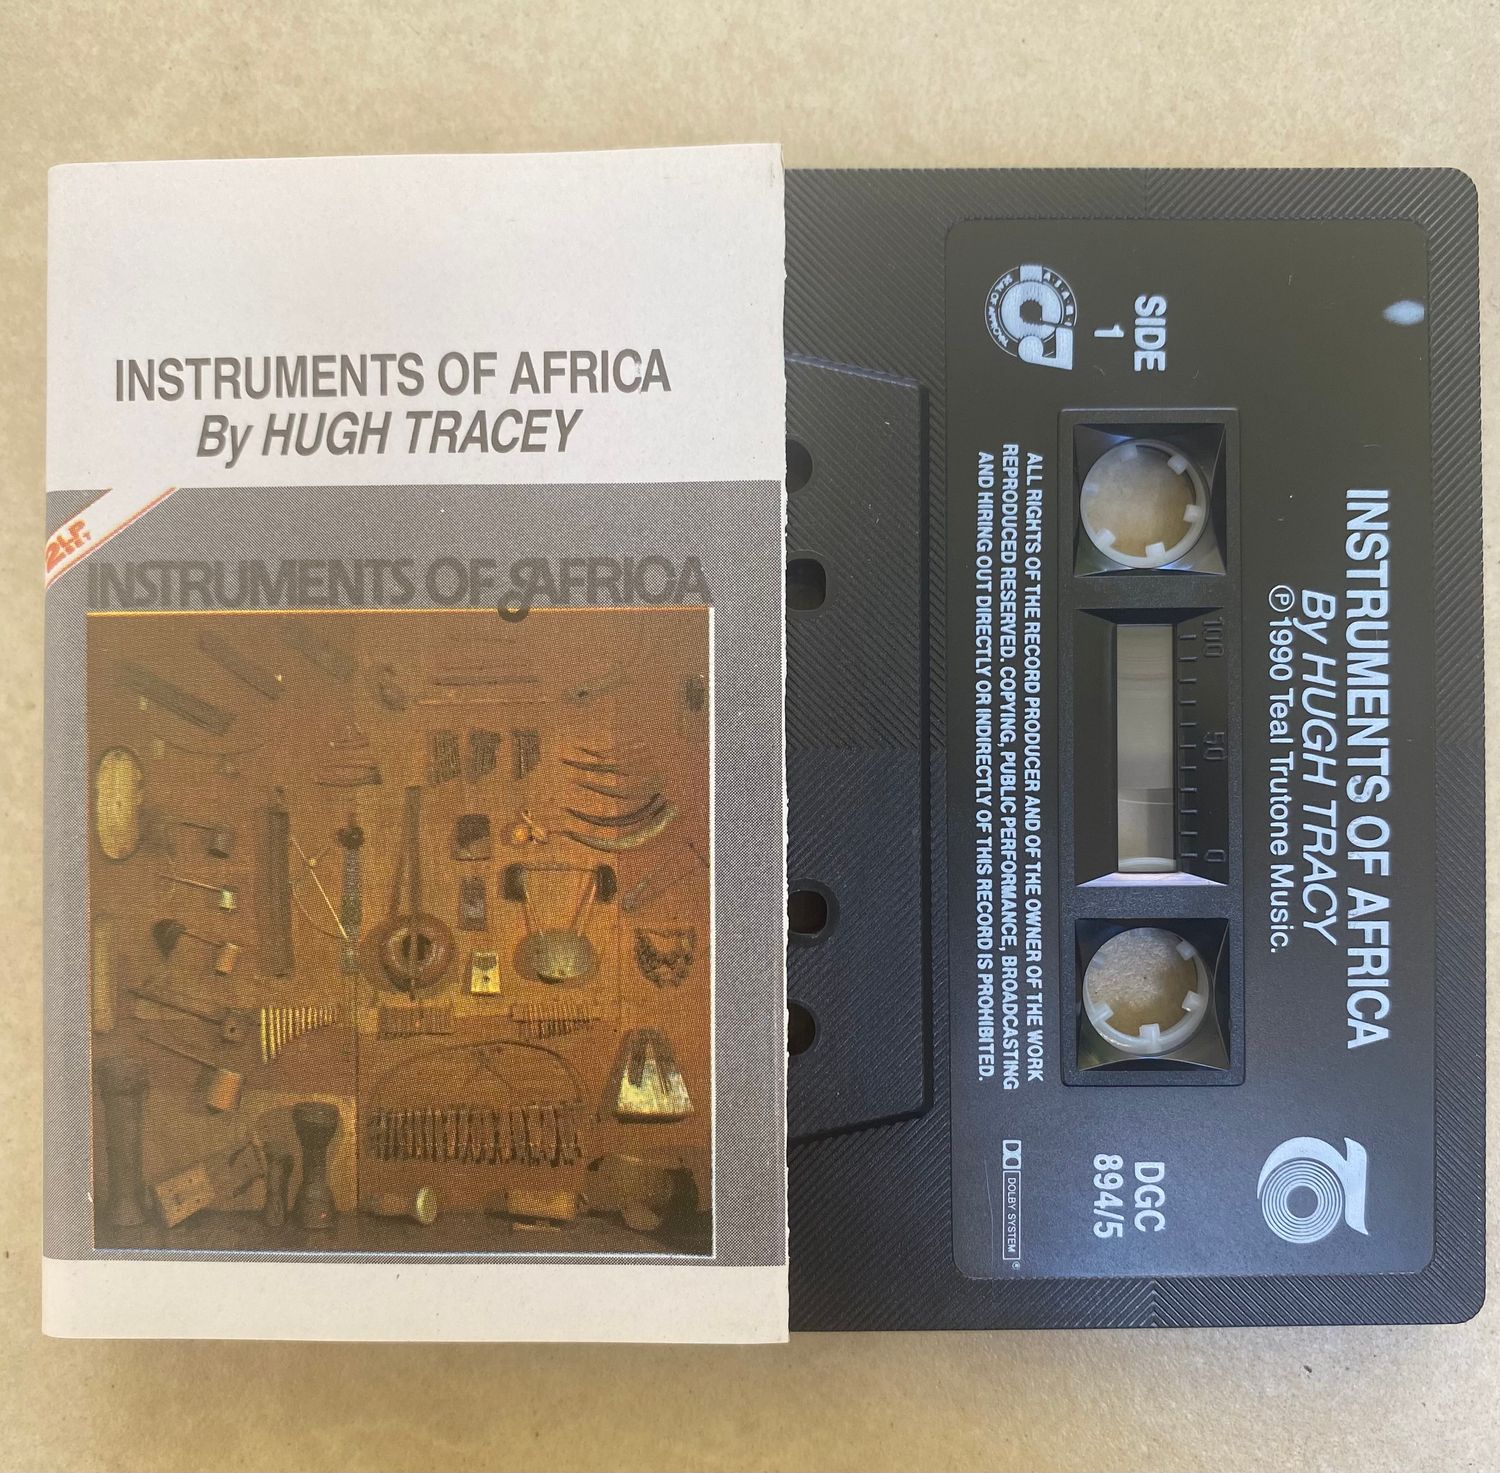 INSTRUMENTS OF AFRICA
By HUGH TRACEY
2LP
SET
INSTRUMENTS OF AFRICA
SIDE
1
INSTRUMENTS OF AFRICA
By HUGH TRACY
℗ 1990 Teal Trutone Music.
100 50 0
ALL RIGHTS OF THE RECORD PRODUCER AND OF THE OWNER OF THE WORK
REPRODUCED RESERVED. COPYING, PUBLIC PERFORMANCE, BROADCASTING
AND HIRING OUT DIRECTLY OR INDIRECTLY OF THIS RECORD IS PROHIBITED.
DGC
894/5
DOLBY SYSTEM ®